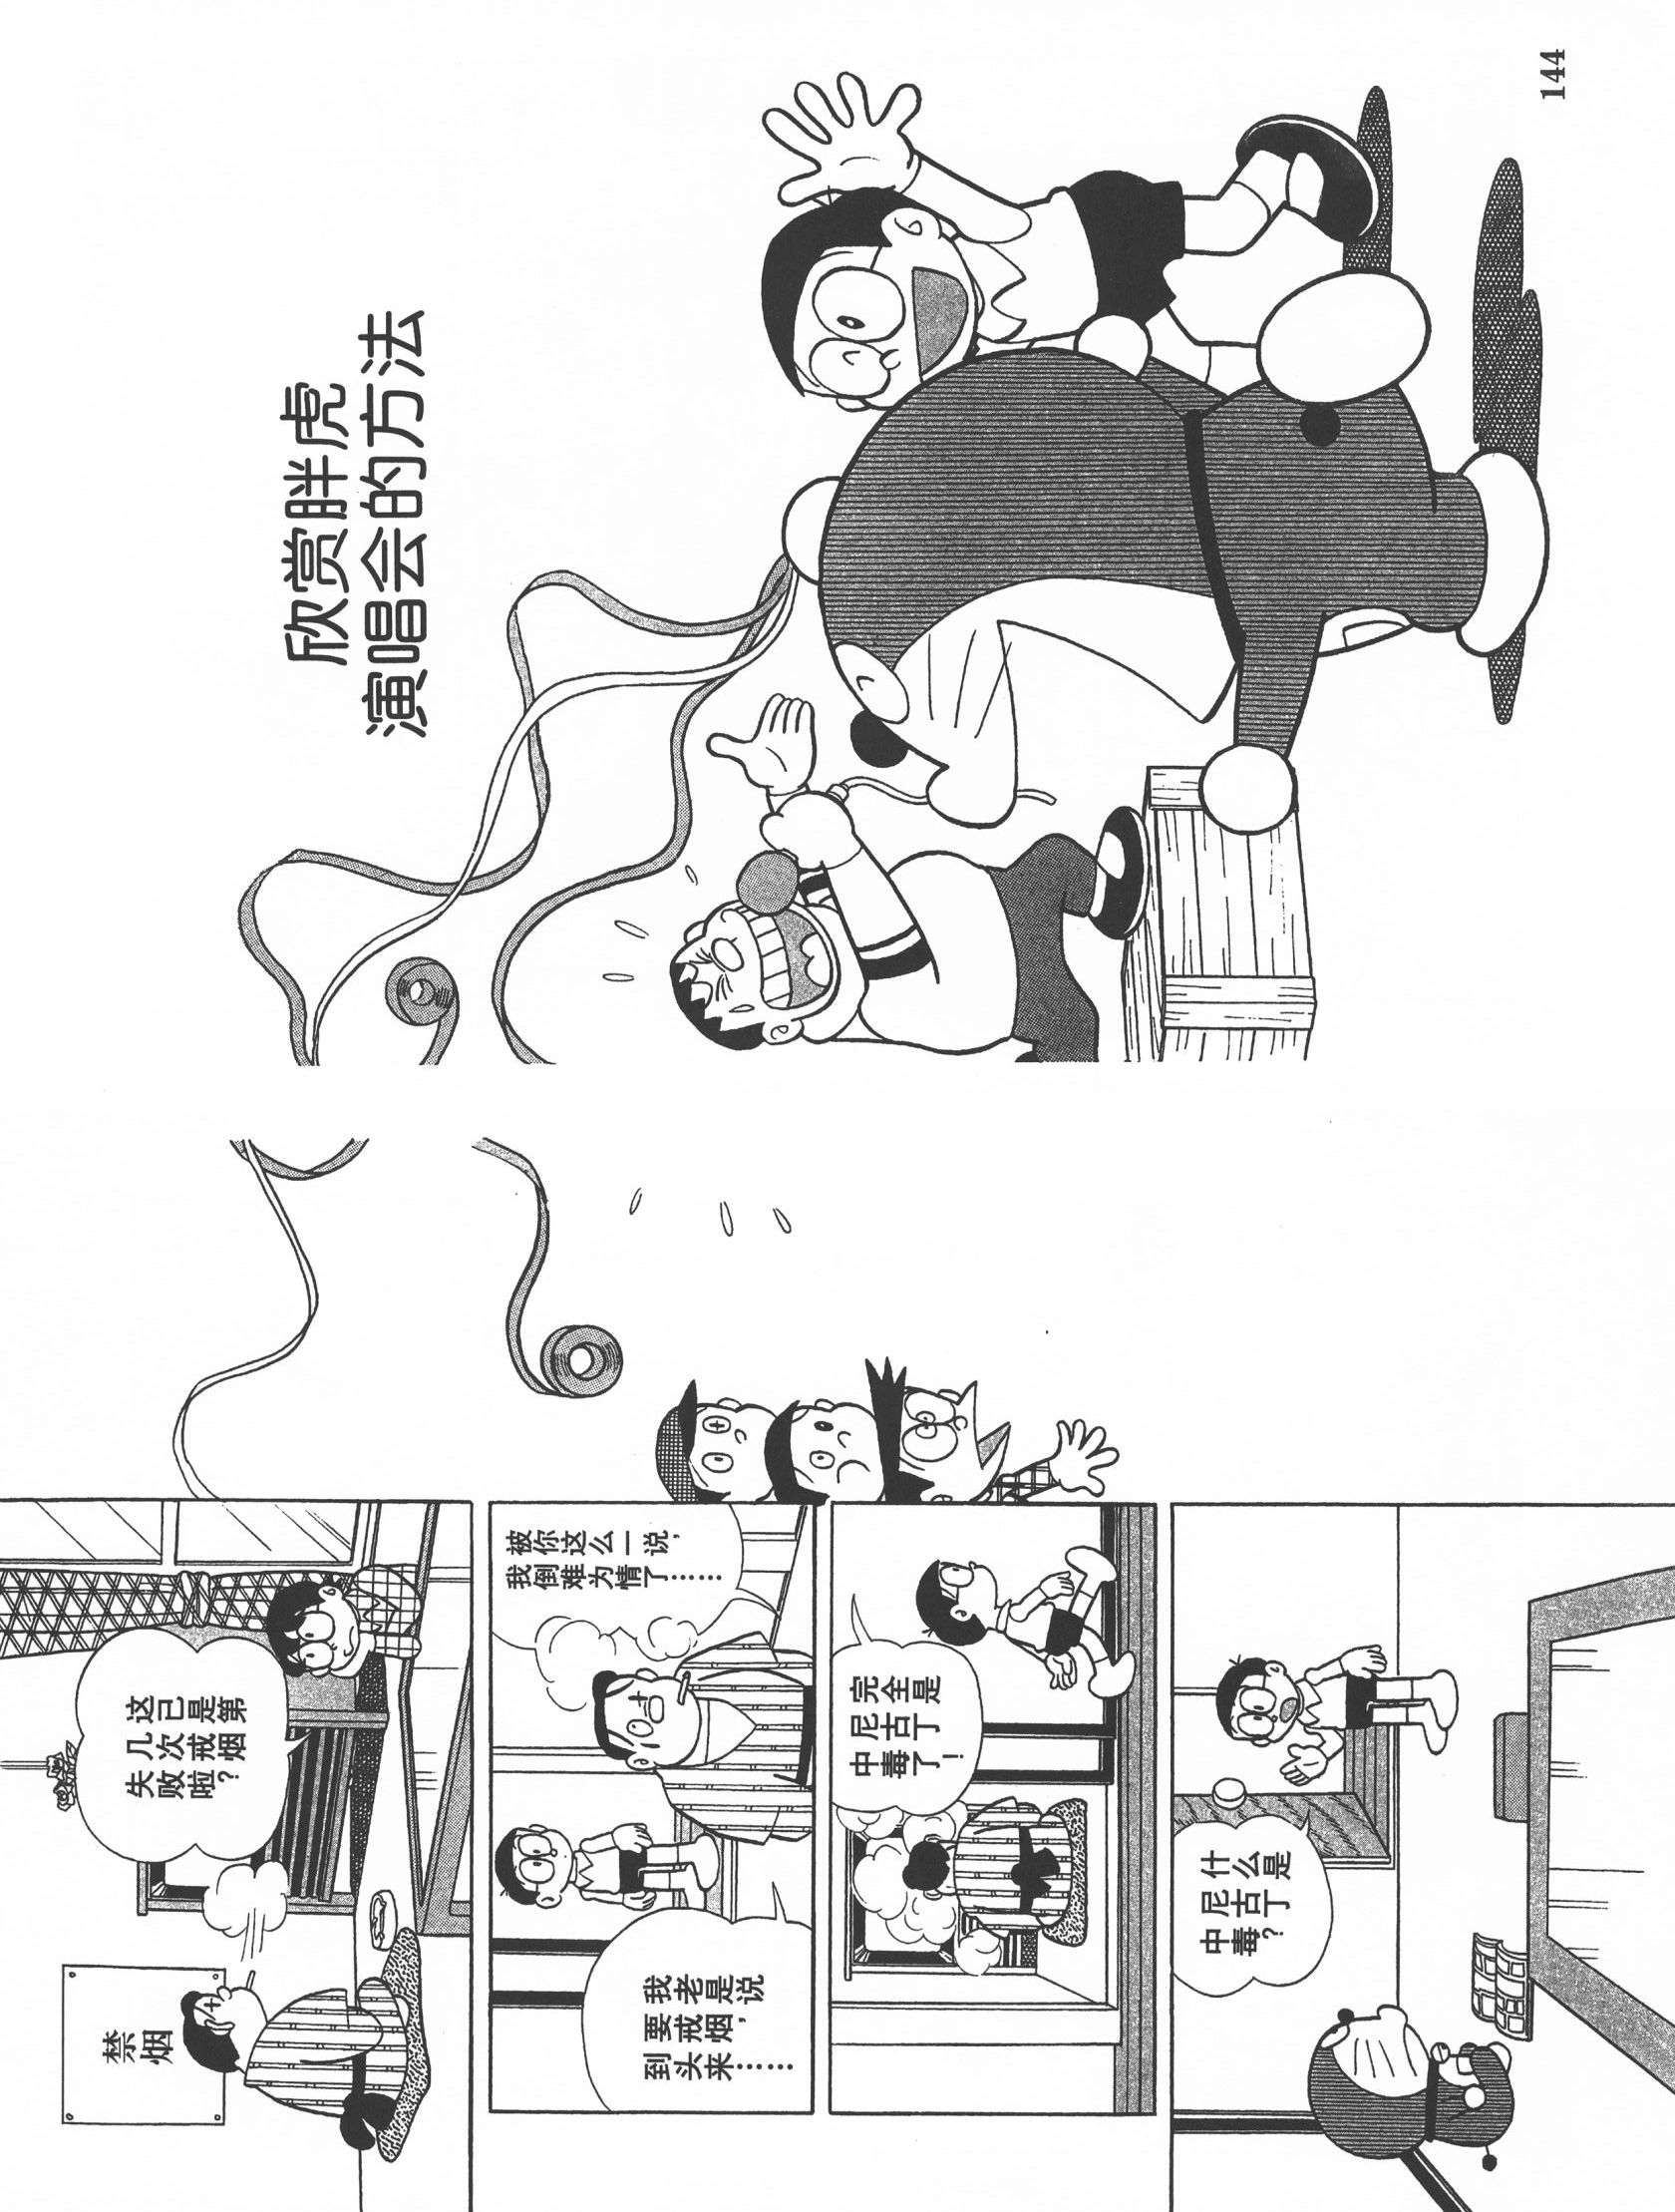 欣赏胖虎
演唱会的方法
144
这已是第
几次戒烟
失败啦？
禁烟
被你这么一说，
我倒难为情了……
我老是说
要戒烟，
到头来……
完全是
尼古丁
中毒了！
什么是
尼古丁
中毒？